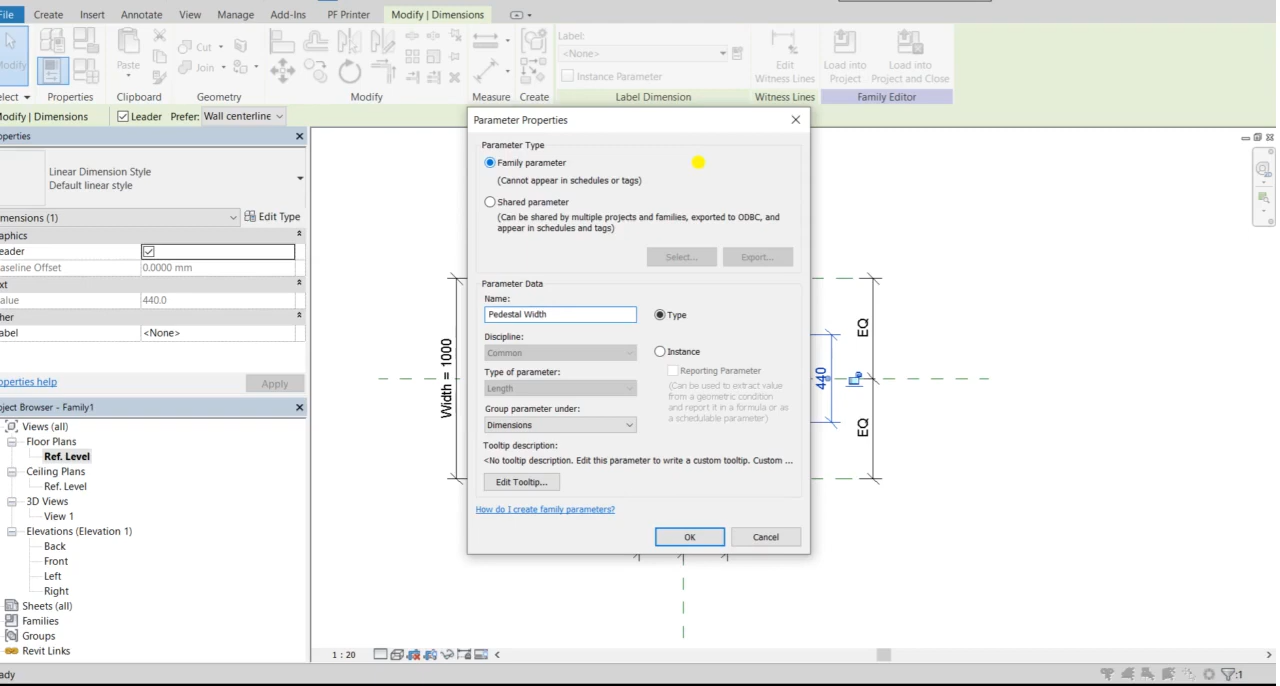 File Create Insert Annotate View Manage Add-Ins PF Printer Modify | Dimensions
Modify
Paste
Cut
Join
Label:
<None>
Instance Parameter
Edit
Witness Lines
Load into
Project
Load into
Project and Close
elect Properties Clipboard Geometry Modify Measure Create Label Dimension Witness Lines Family Editor
odify | Dimensions Leader Prefer: Wall centerline
operties
Linear Dimension Style
Default linear style
mensions (1) Edit Type
aphics
eader
aseline Offset 0.0000 mm
xt
alue 440.0
her
abel <None>
operties help Apply
oject Browser - Family1
Views (all)
Floor Plans
Ref. Level
Ceiling Plans
Ref. Level
3D Views
View 1
Elevations (Elevation 1)
Back
Front
Left
Right
Sheets (all)
Families
Groups
Revit Links
Parameter Properties
Parameter Type
Family parameter
(Cannot appear in schedules or tags)
Shared parameter
(Can be shared by multiple projects and families, exported to ODBC, and
appear in schedules and tags)
Select... Export...
Parameter Data
Name:
Pedestal Width
Type
Discipline:
Common
Instance
Type of parameter:
Length
Reporting Parameter
(Can be used to extract value
from a geometric condition
and report it in a formula or as
a schedulable parameter)
Group parameter under:
Dimensions
Tooltip description:
<No tooltip description. Edit this parameter to write a custom tooltip. Custom ...
Edit Tooltip...
How do I create family parameters?
OK Cancel
Width = 1000
440
EQ
EQ
1 : 20
ady
:1